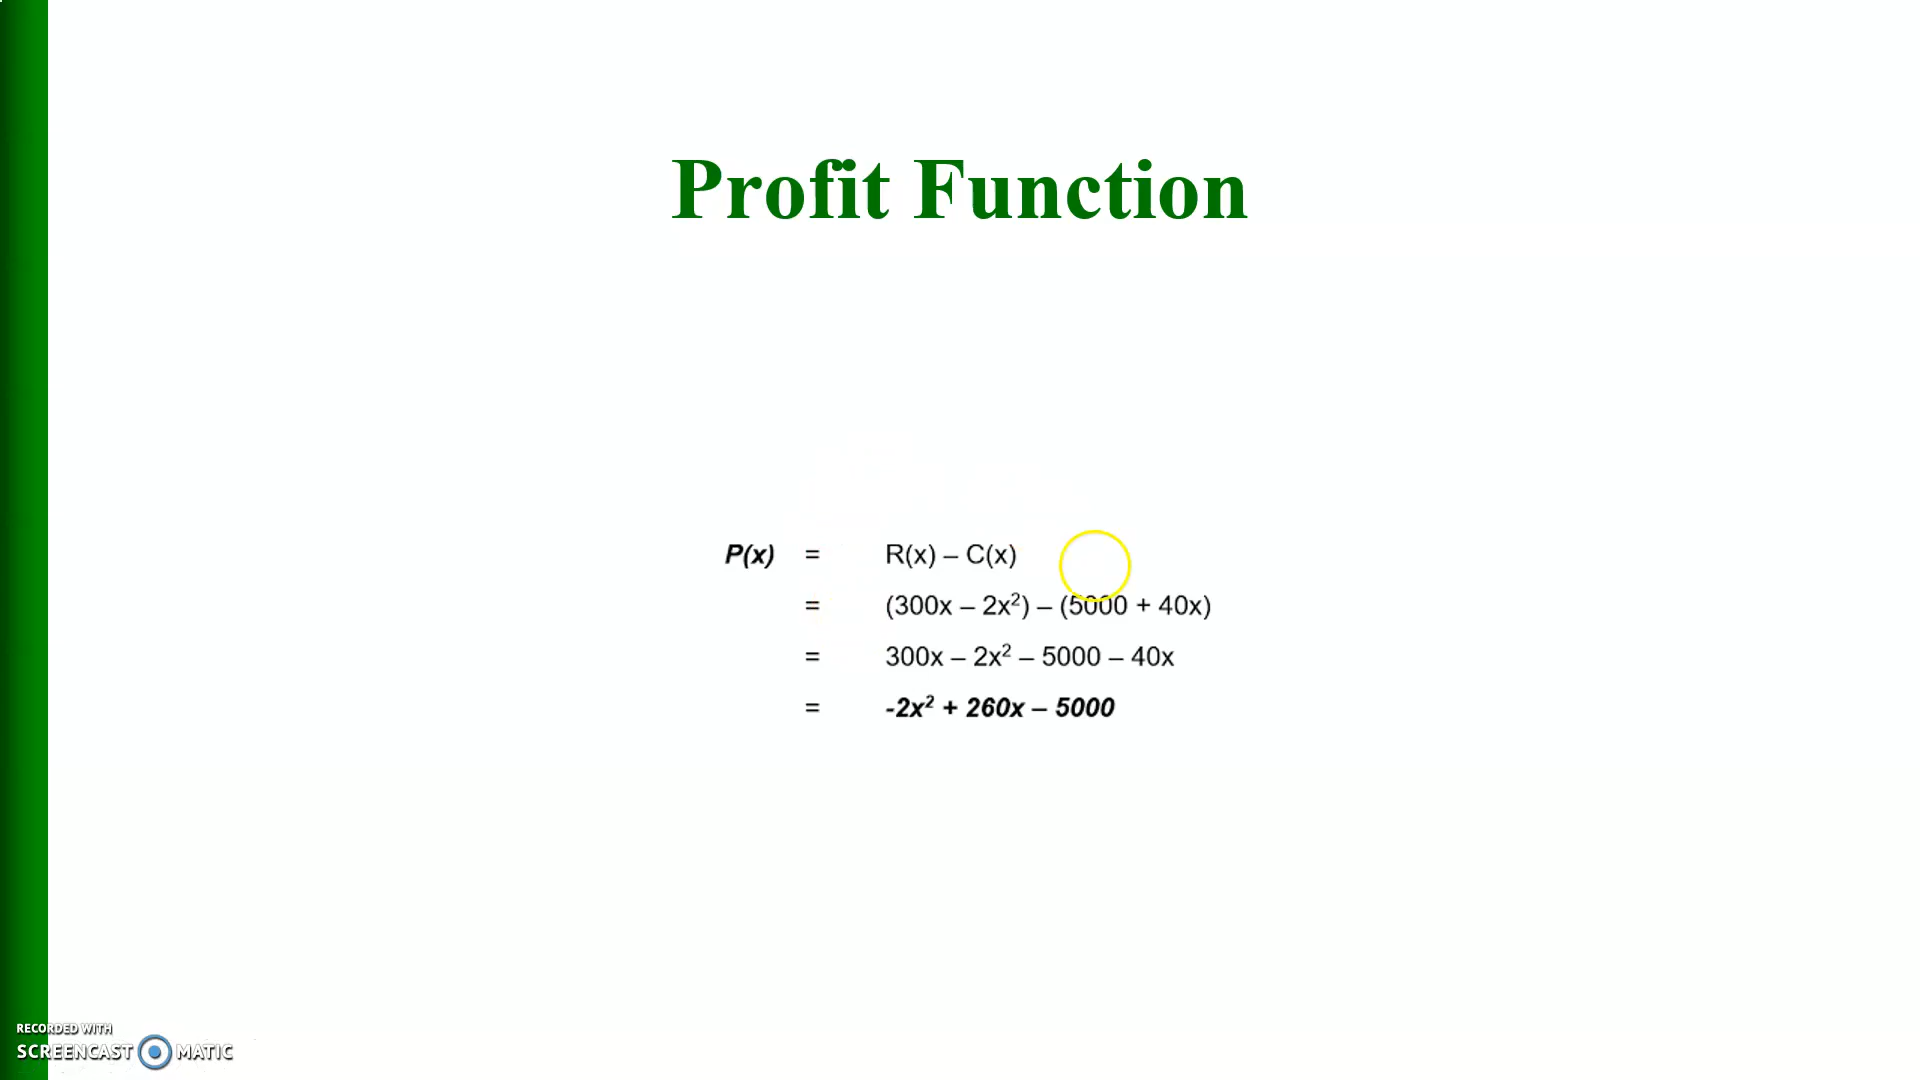 Profit Function
P(x) = R(x) – C(x)
= (300x – 2x²) – (5000 + 40x)
= 300x – 2x² – 5000 – 40x
= -2x² + 260x – 5000
RECORDED WITH
SCREENCAST MATIC